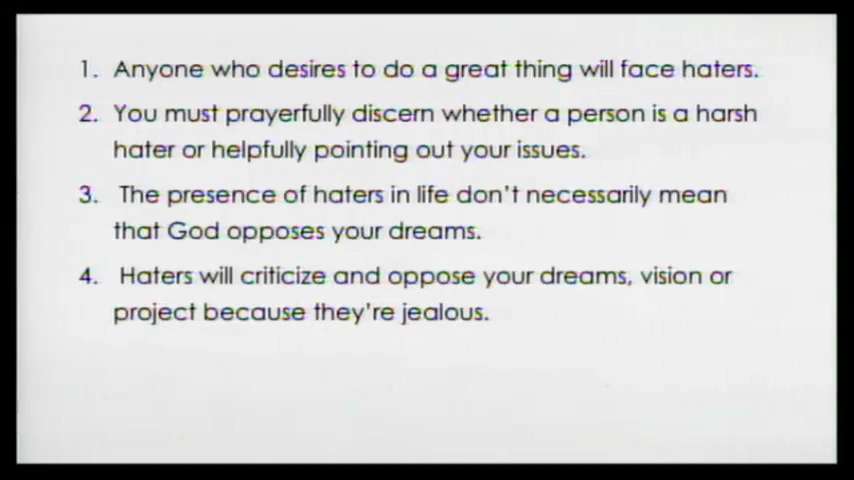 1. Anyone who desires to do a great thing will face haters.
2. You must prayerfully discern whether a person is a harsh
hater or helpfully pointing out your issues.
3. The presence of haters in life don't necessarily mean
that God opposes your dreams.
4. Haters will criticize and oppose your dreams, vision or
project because they're jealous.